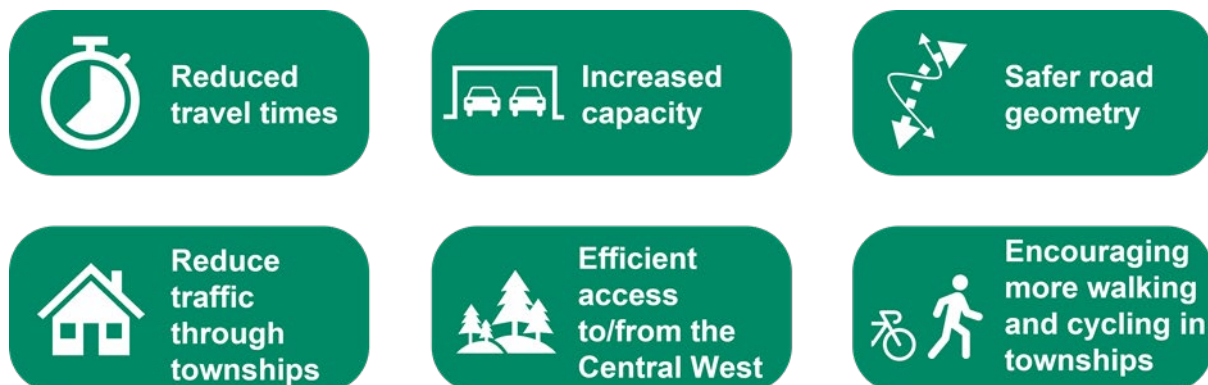 Reduced
travel times
Increased
capacity
Safer road
geometry
Reduce
traffic
through
townships
Efficient
access
to/from the
Central West
Encouraging
more walking
and cycling in
townships